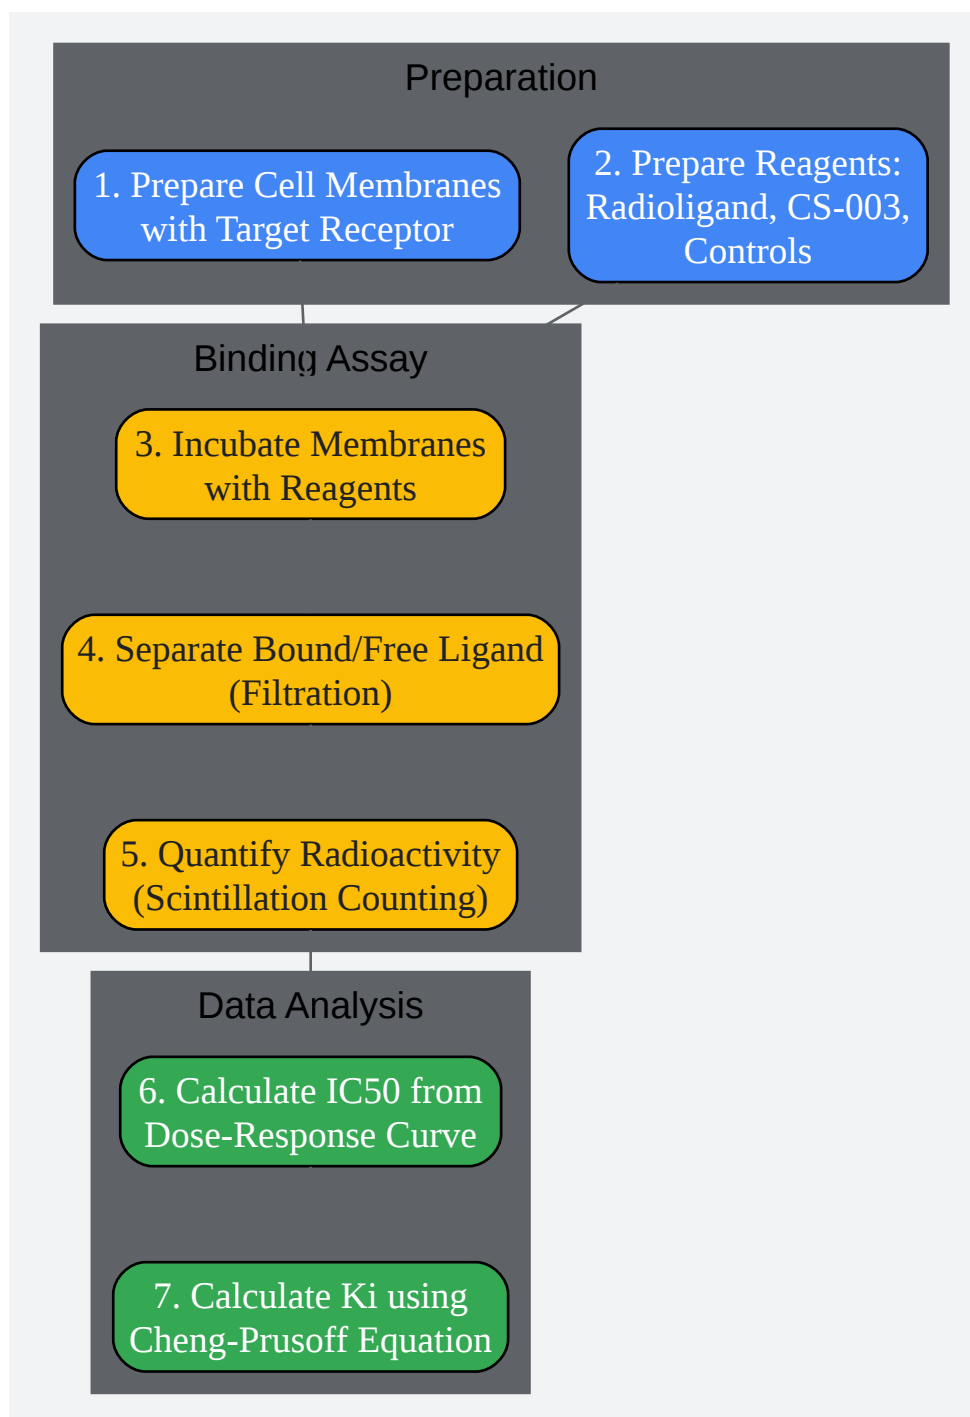 Preparation
1. Prepare Cell Membranes
with Target Receptor
2. Prepare Reagents:
Radioligand, CS-003,
Controls
Binding Assay
3. Incubate Membranes
with Reagents
4. Separate Bound/Free Ligand
(Filtration)
5. Quantify Radioactivity
(Scintillation Counting)
Data Analysis
6. Calculate IC50 from
Dose-Response Curve
7. Calculate Ki using
Cheng-Prusoff Equation